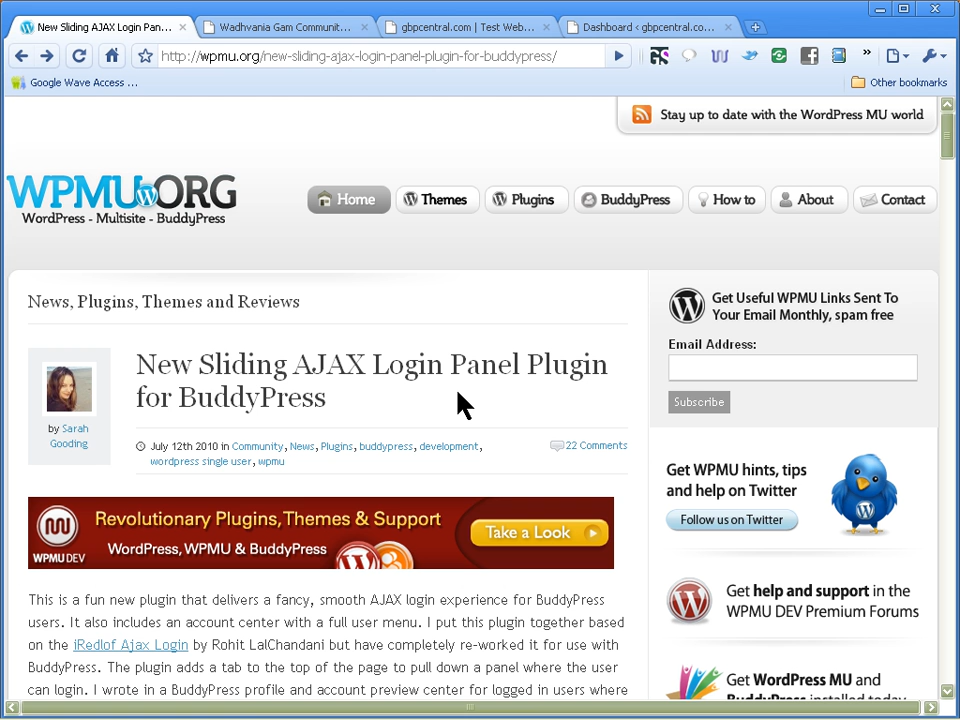 New Sliding AJAX Login Pan...
Wadhvania Gam Communit...
gbpcentral.com | Test Web...
Dashboard ‹ gbpcentral.co...
http://wpmu.org/new-sliding-ajax-login-panel-plugin-for-buddypress/
Google Wave Access ...
Other bookmarks
Stay up to date with the WordPress MU world
WPMU.ORG
WordPress - Multisite - BuddyPress
Home
Themes
Plugins
BuddyPress
How to
About
Contact
News, Plugins, Themes and Reviews
New Sliding AJAX Login Panel Plugin
for BuddyPress
by Sarah
Gooding
July 12th 2010 in Community, News, Plugins, buddypress, development,
wordpress single user, wpmu
22 Comments
WPMU DEV
Revolutionary Plugins, Themes & Support
WordPress, WPMU & BuddyPress
Take a Look
This is a fun new plugin that delivers a fancy, smooth AJAX login experience for BuddyPress
users. It also includes an account center with a full user menu. I put this plugin together based
on the iRedlof Ajax Login by Rohit LalChandani but have completely re-worked it for use with
BuddyPress. The plugin adds a tab to the top of the page to pull down a panel where the user
can login. I wrote in a BuddyPress profile and account preview center for logged in users where
Get Useful WPMU Links Sent To
Your Email Monthly, spam free
Email Address:
Subscribe
Get WPMU hints, tips
and help on Twitter
Follow us on Twitter
Get help and support in the
WPMU DEV Premium Forums
Get WordPress MU and
BuddyPress installed today